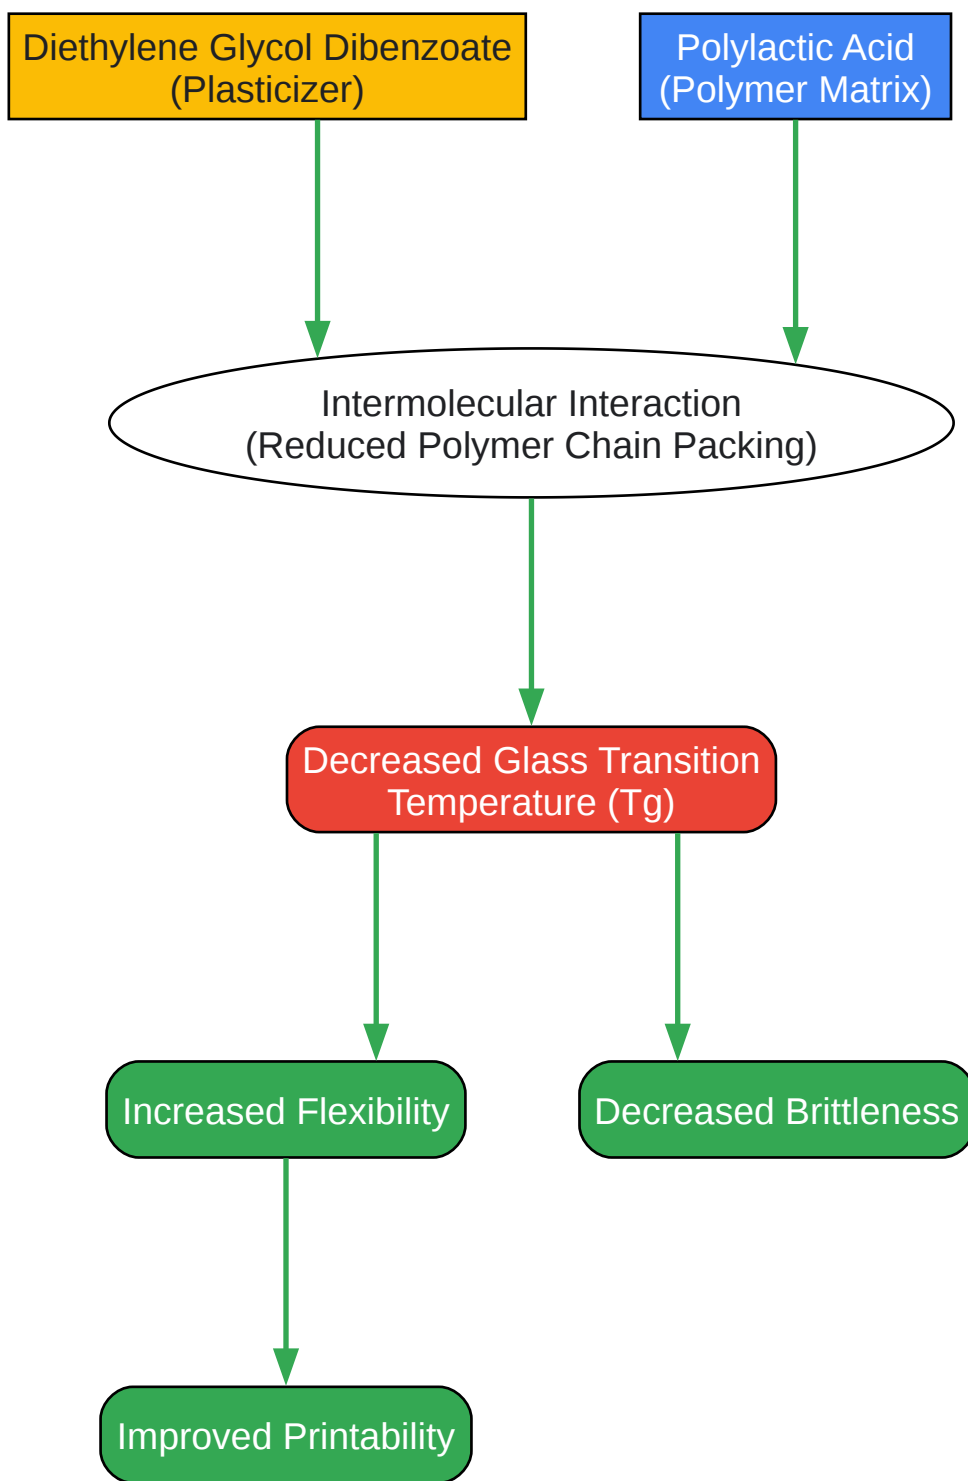 Diethylene Glycol Dibenzoate
(Plasticizer)
Polylactic Acid
(Polymer Matrix)
Intermolecular Interaction
(Reduced Polymer Chain Packing)
Decreased Glass Transition
Temperature (Tg)
Increased Flexibility
Decreased Brittleness
Improved Printability